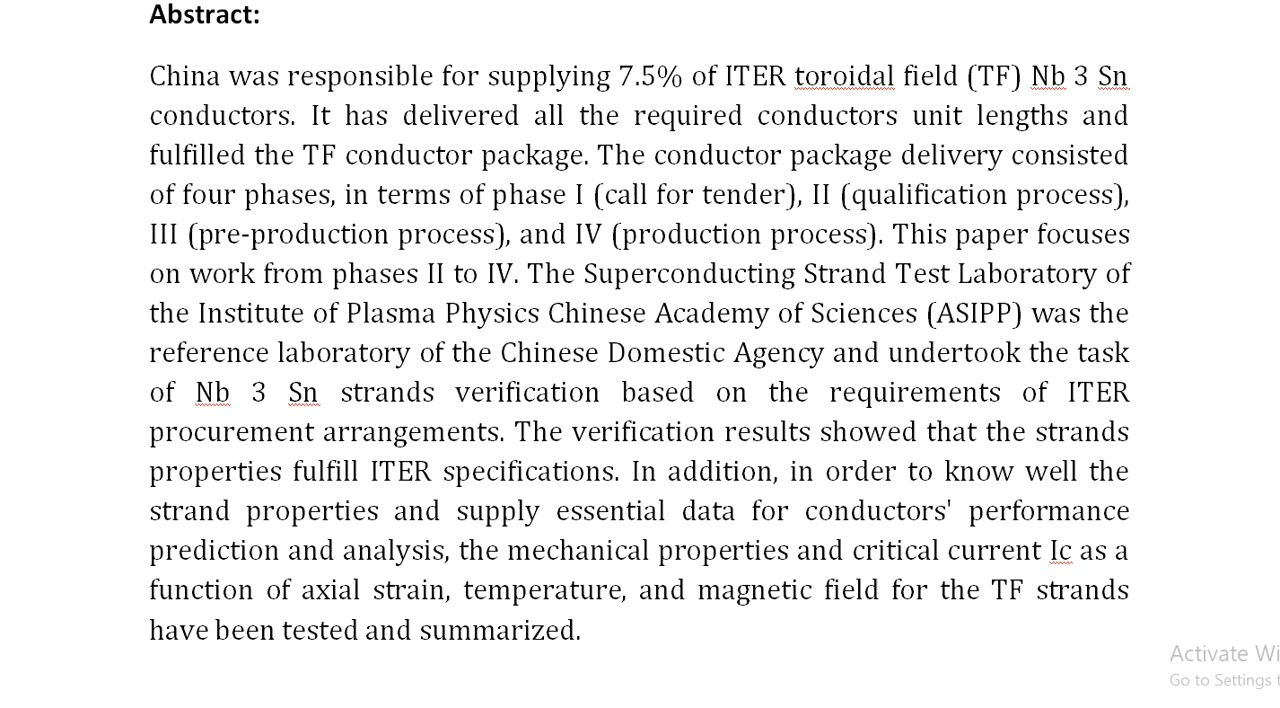 Abstract:
China was responsible for supplying 7.5% of ITER toroidal field (TF) Nb 3 Sn
conductors. It has delivered all the required conductors unit lengths and
fulfilled the TF conductor package. The conductor package delivery consisted
of four phases, in terms of phase I (call for tender), II (qualification process),
III (pre-production process), and IV (production process). This paper focuses
on work from phases II to IV. The Superconducting Strand Test Laboratory of
the Institute of Plasma Physics Chinese Academy of Sciences (ASIPP) was the
reference laboratory of the Chinese Domestic Agency and undertook the task
of Nb 3 Sn strands verification based on the requirements of ITER
procurement arrangements. The verification results showed that the strands
properties fulfill ITER specifications. In addition, in order to know well the
strand properties and supply essential data for conductors' performance
prediction and analysis, the mechanical properties and critical current Ic as a
function of axial strain, temperature, and magnetic field for the TF strands
have been tested and summarized.
Activate Wi
Go to Settings t